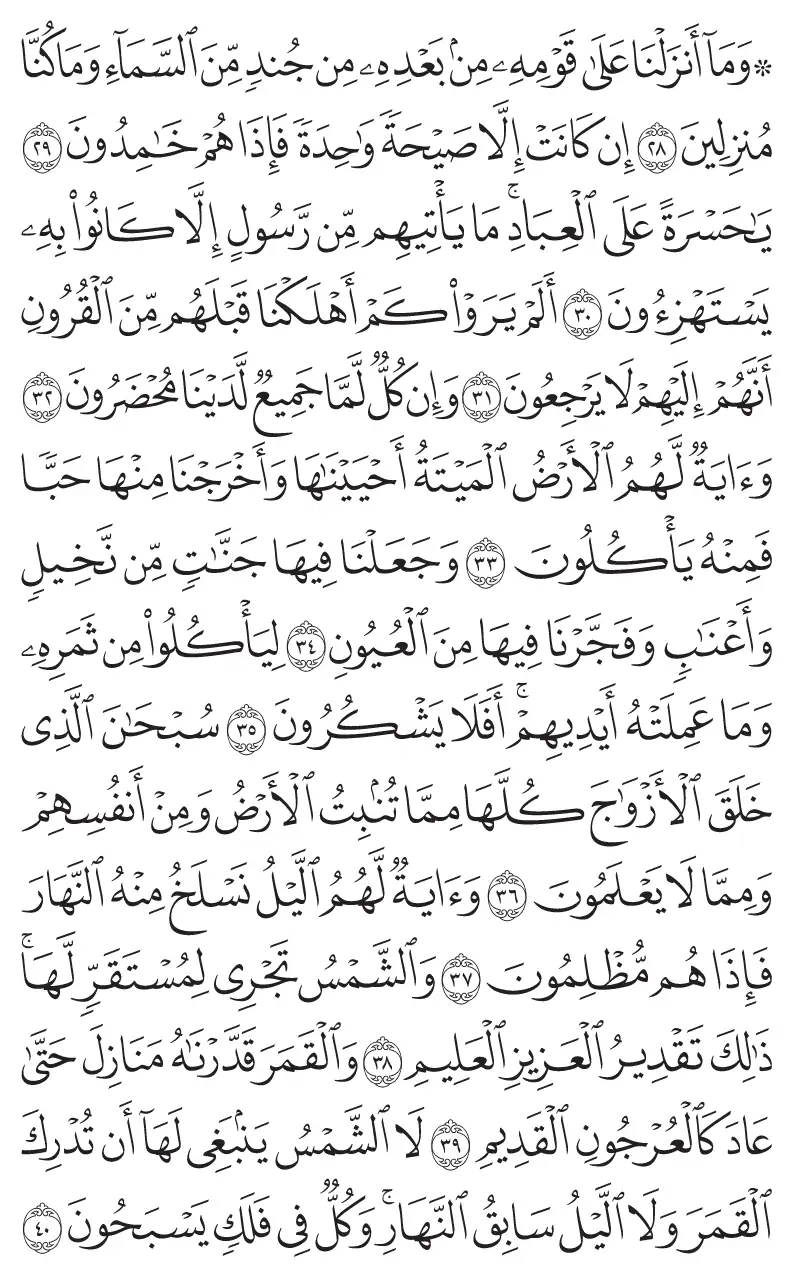 ۞ وَمَآ أَنزَلْنَا عَلَىٰ قَوْمِهِۦ مِنۢ بَعْدِهِۦ مِن جُندٍ مِّنَ ٱلسَّمَآءِ وَمَا كُنَّا
مُنزِلِينَ ٢٨ إِن كَانَتْ إِلَّا صَيْحَةً وَٰحِدَةً فَإِذَا هُمْ خَٰمِدُونَ ٢٩
يَٰحَسْرَةً عَلَى ٱلْعِبَادِۚ مَا يَأْتِيهِم مِّن رَّسُولٍ إِلَّا كَانُوا۟ بِهِۦ
يَسْتَهْزِءُونَ ٣٠ أَلَمْ يَرَوْا۟ كَمْ أَهْلَكْنَا قَبْلَهُم مِّنَ ٱلْقُرُونِ
أَنَّهُمْ إِلَيْهِمْ لَا يَرْجِعُونَ ٣١ وَإِن كُلٌّ لَّمَّا جَمِيعٌ لَّدَيْنَا مُحْضَرُونَ ٣٢
وَءَايَةٌ لَّهُمُ ٱلْأَرْضُ ٱلْمَيْتَةُ أَحْيَيْنَٰهَا وَأَخْرَجْنَا مِنْهَا حَبًّا
فَمِنْهُ يَأْكُلُونَ ٣٣ وَجَعَلْنَا فِيهَا جَنَّٰتٍ مِّن نَّخِيلٍ
وَأَعْنَٰبٍ وَفَجَّرْنَا فِيهَا مِنَ ٱلْعُيُونِ ٣٤ لِيَأْكُلُوا۟ مِن ثَمَرِهِۦ
وَمَا عَمِلَتْهُ أَيْدِيهِمْۚ أَفَلَا يَشْكُرُونَ ٣٥ سُبْحَٰنَ ٱلَّذِى
خَلَقَ ٱلْأَزْوَٰجَ كُلَّهَا مِمَّا تُنۢبِتُ ٱلْأَرْضُ وَمِنْ أَنفُسِهِمْ
وَمِمَّا لَا يَعْلَمُونَ ٣٦ وَءَايَةٌ لَّهُمُ ٱلَّيْلُ نَسْلَخُ مِنْهُ ٱلنَّهَارَ
فَإِذَا هُم مُّظْلِمُونَ ٣٧ وَٱلشَّمْسُ تَجْرِى لِمُسْتَقَرٍّ لَّهَاۚ
ذَٰلِكَ تَقْدِيرُ ٱلْعَزِيزِ ٱلْعَلِيمِ ٣٨ وَٱلْقَمَرَ قَدَّرْنَٰهُ مَنَازِلَ حَتَّىٰ
عَادَ كَٱلْعُرْجُونِ ٱلْقَدِيمِ ٣٩ لَا ٱلشَّمْسُ يَنۢبَغِى لَهَآ أَن تُدْرِكَ
ٱلْقَمَرَ وَلَا ٱلَّيْلُ سَابِقُ ٱلنَّهَارِۚ وَكُلٌّ فِى فَلَكٍ يَسْبَحُونَ ٤٠